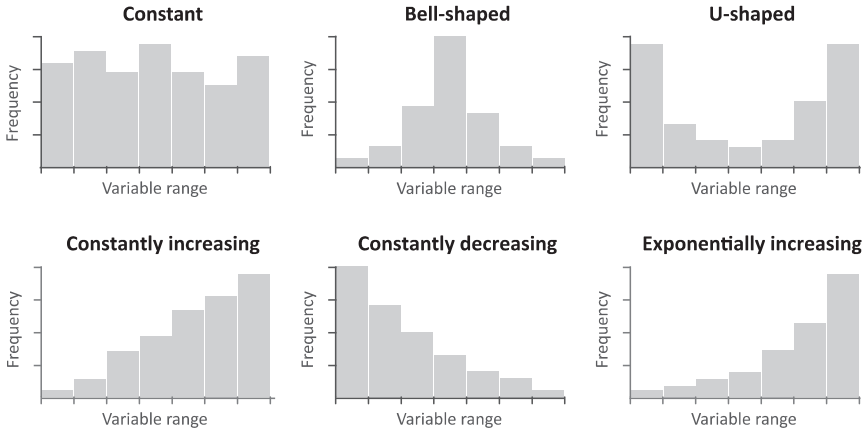 Constant
Bell-shaped
U-shaped
Frequency
Frequency
Frequency
Variable range
Variable range
Variable range
Constantly increasing
Constantly decreasing
Exponentially increasing
Frequency
Frequency
Frequency
Variable range
Variable range
Variable range